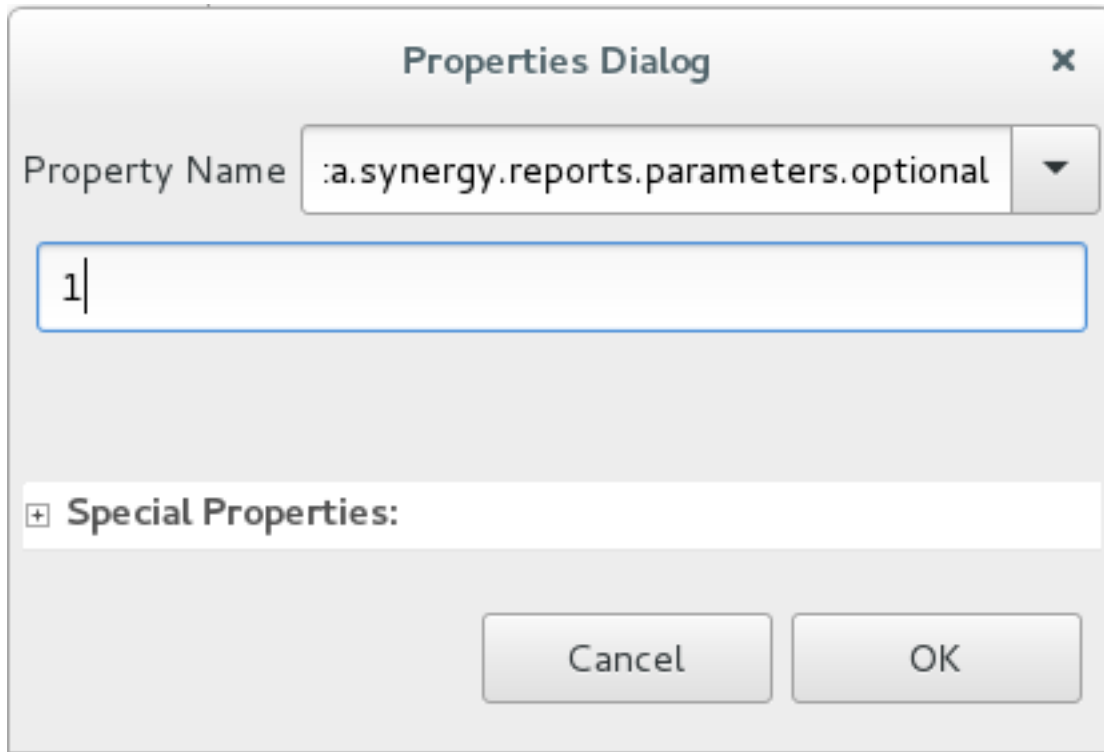 Properties Dialog
Property Name :a.synergy.reports.parameters.optional
1
Special Properties:
Cancel OK